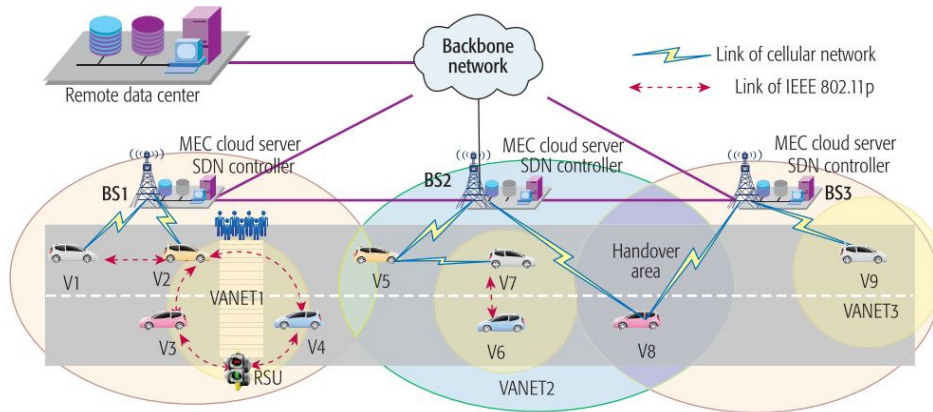 Backbone
network
Link of cellular network
Link of IEEE 802.11p
Remote data center
MEC cloud server
SDN controller
MEC cloud server
SDN controller
MEC cloud server
SDN controller
BS1
BS2
BS3
Handover
area
V1
V2
V5
V7
V9
VANET1
VANET3
V3
V4
V6
V8
RSU
VANET2